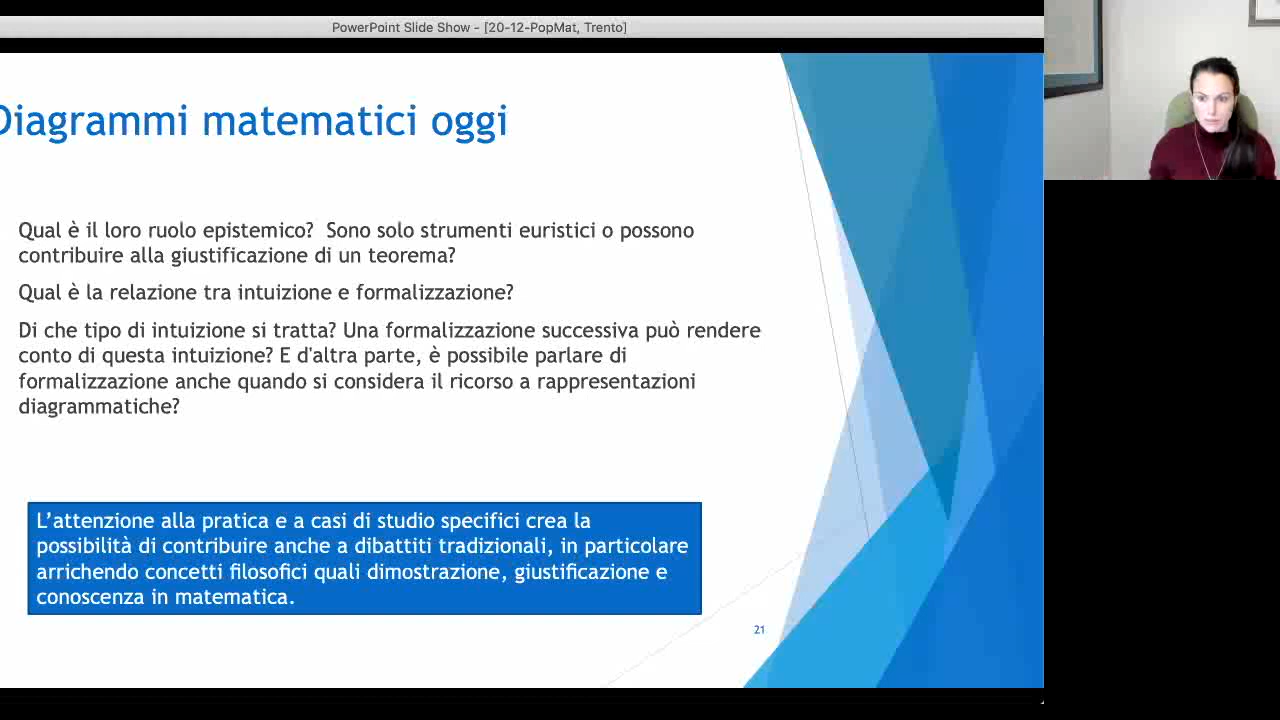 PowerPoint Slide Show - [20-12-PopMat, Trento]
Diagrammi matematici oggi
Qual è il loro ruolo epistemico?  Sono solo strumenti euristici o possono
contribuire alla giustificazione di un teorema?
Qual è la relazione tra intuizione e formalizzazione?
Di che tipo di intuizione si tratta? Una formalizzazione successiva può rendere
conto di questa intuizione? E d'altra parte, è possibile parlare di
formalizzazione anche quando si considera il ricorso a rappresentazioni
diagrammatiche?
L’attenzione alla pratica e a casi di studio specifici crea la
possibilità di contribuire anche a dibattiti tradizionali, in particolare
arrichendo concetti filosofici quali dimostrazione, giustificazione e
conoscenza in matematica.
21